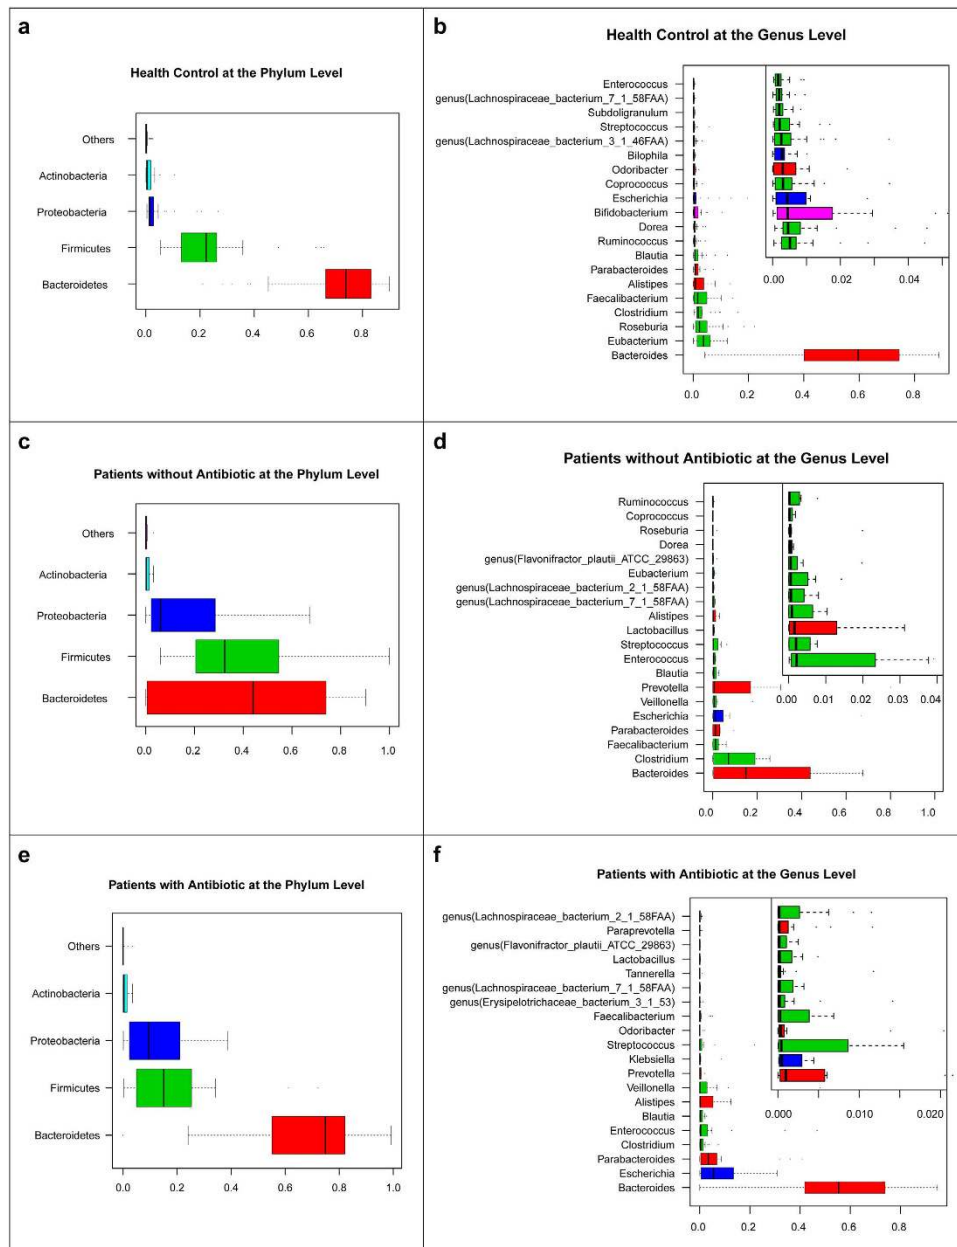 a
Health Control at the Phylum Level
Others
Actinobacteria
Proteobacteria
Firmicutes
Bacteroidetes
0.0 0.2 0.4 0.6 0.8
b
Health Control at the Genus Level
Enterococcus
genus(Lachnospiraceae_bacterium_7_1_58FAA)
Subdoligranulum
Streptococcus
genus(Lachnospiraceae_bacterium_3_1_46FAA)
Bilophila
Odoribacter
Coprococcus
Escherichia
Bifidobacterium
Dorea
Ruminococcus
Blautia
Parabacteroides
Alistipes
Faecalibacterium
Clostridium
Roseburia
Eubacterium
Bacteroides
0.00 0.02 0.04
0.0 0.2 0.4 0.6 0.8
c
Patients without Antibiotic at the Phylum Level
Others
Actinobacteria
Proteobacteria
Firmicutes
Bacteroidetes
0.0 0.2 0.4 0.6 0.8 1.0
d
Patients without Antibiotic at the Genus Level
Ruminococcus
Coprococcus
Roseburia
Dorea
genus(Flavonifractor_plautii_ATCC_29863)
Eubacterium
genus(Lachnospiraceae_bacterium_2_1_58FAA)
genus(Lachnospiraceae_bacterium_7_1_58FAA)
Alistipes
Lactobacillus
Streptococcus
Enterococcus
Blautia
Prevotella
Veillonella
Escherichia
Parabacteroides
Faecalibacterium
Clostridium
Bacteroides
0.00 0.01 0.02 0.03 0.04
0.0 0.2 0.4 0.6 0.8 1.0
e
Patients with Antibiotic at the Phylum Level
Others
Actinobacteria
Proteobacteria
Firmicutes
Bacteroidetes
0.0 0.2 0.4 0.6 0.8 1.0
f
Patients with Antibiotic at the Genus Level
genus(Lachnospiraceae_bacterium_2_1_58FAA)
Paraprevotella
genus(Flavonifractor_plautii_ATCC_29863)
Lactobacillus
Tannerella
genus(Lachnospiraceae_bacterium_7_1_58FAA)
genus(Erysipelotrichaceae_bacterium_3_1_53)
Faecalibacterium
Odoribacter
Streptococcus
Klebsiella
Prevotella
Veillonella
Alistipes
Blautia
Enterococcus
Clostridium
Parabacteroides
Escherichia
Bacteroides
0.000 0.010 0.020
0.0 0.2 0.4 0.6 0.8